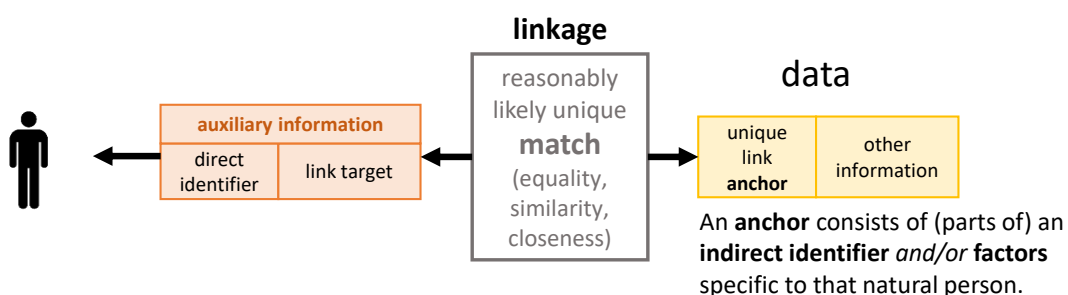 linkage
reasonably
likely unique
match
(equality,
similarity,
closeness)
data
auxiliary information
direct
identifier
link target
unique
link
anchor
other
information
An anchor consists of (parts of) an
indirect identifier and/or factors
specific to that natural person.